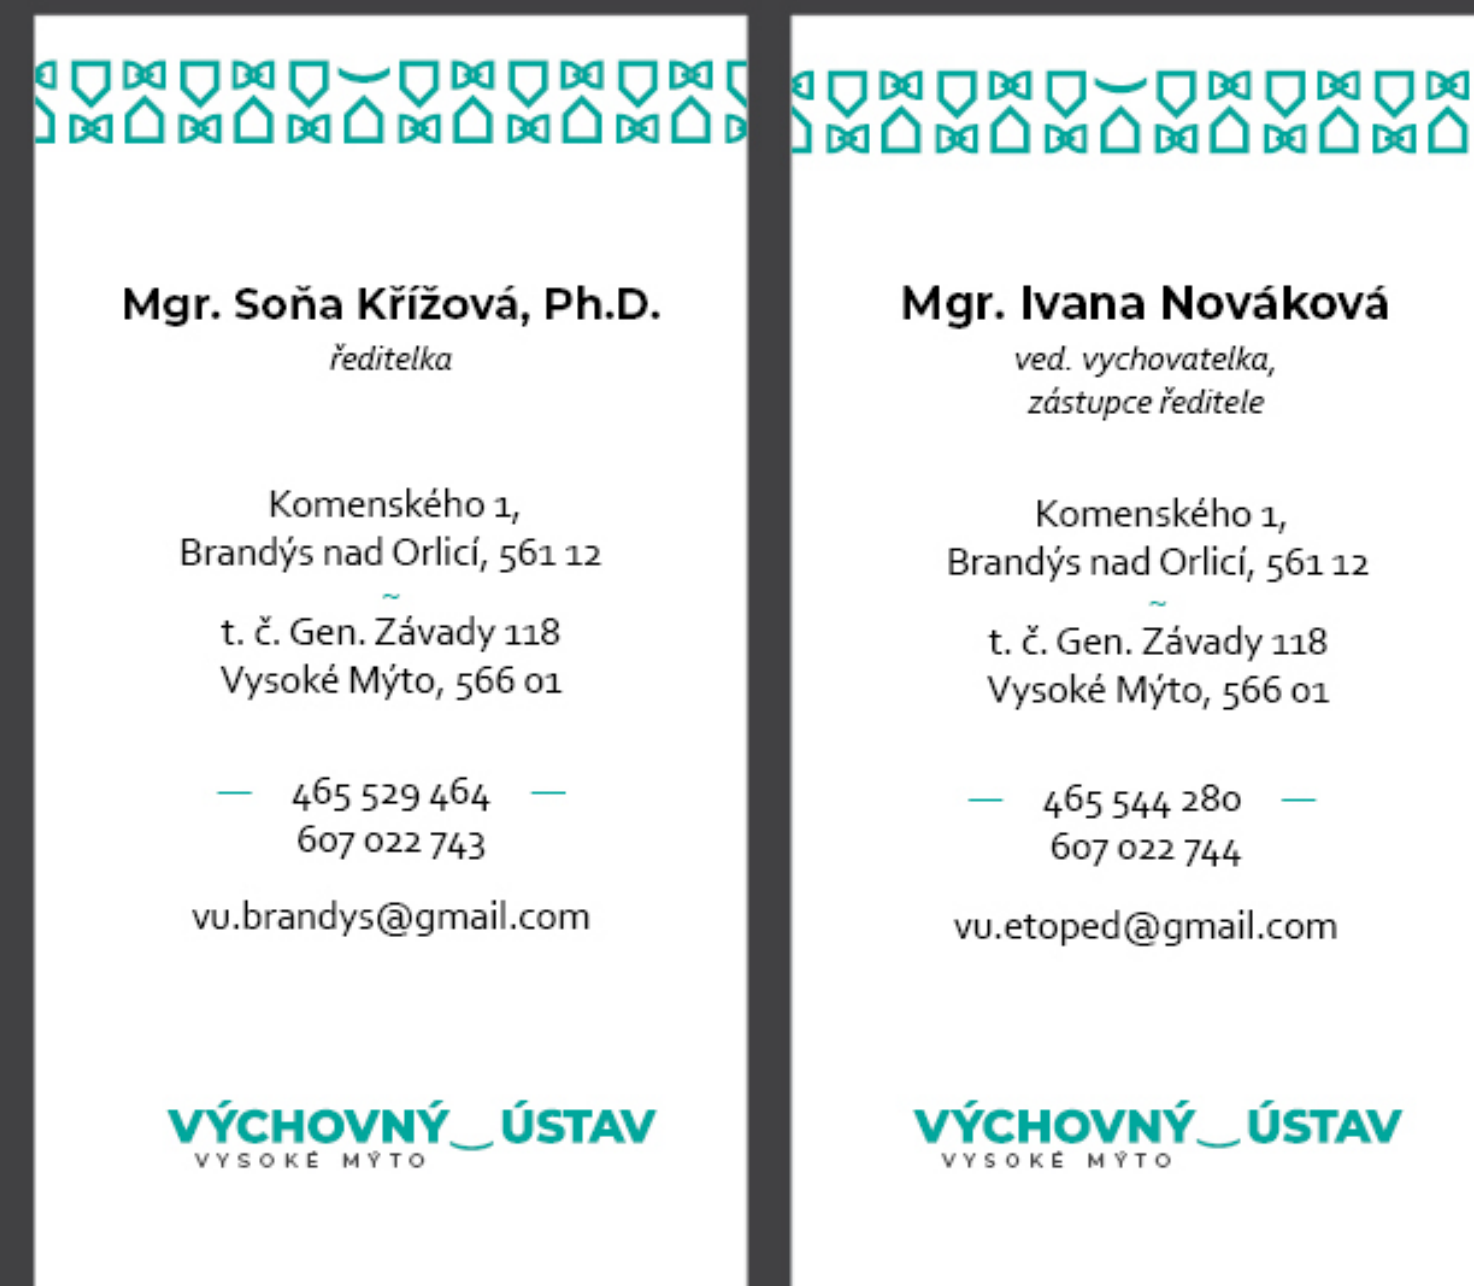 Mgr. Soňa Křížová, Ph.D.
ředitelka
Komenského 1,
Brandýs nad Orlicí, 561 12
~
t. č. Gen. Závady 118
Vysoké Mýto, 566 01
— 465 529 464 —
607 022 743
vu.brandys@gmail.com
VÝCHOVNÝ‿ÚSTAV
VYSOKÉ MÝTO
Mgr. Ivana Nováková
ved. vychovatelka,
zástupce ředitele
Komenského 1,
Brandýs nad Orlicí, 561 12
~
t. č. Gen. Závady 118
Vysoké Mýto, 566 01
— 465 544 280 —
607 022 744
vu.etoped@gmail.com
VÝCHOVNÝ‿ÚSTAV
VYSOKÉ MÝTO